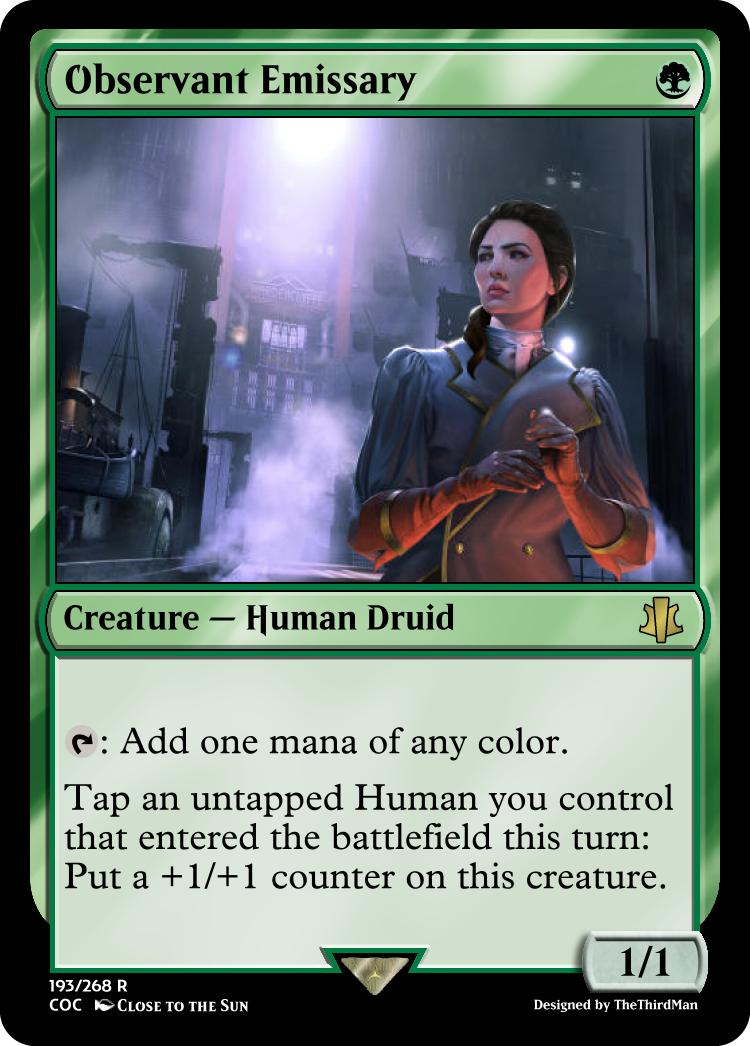 Observant Emissary
Creature — Human Druid
: Add one mana of any color.
Tap an untapped Human you control
that entered the battlefield this turn:
Put a +1/+1 counter on this creature.
1/1
193/268 R
COC CLOSE TO THE SUN
Designed by TheThirdMan